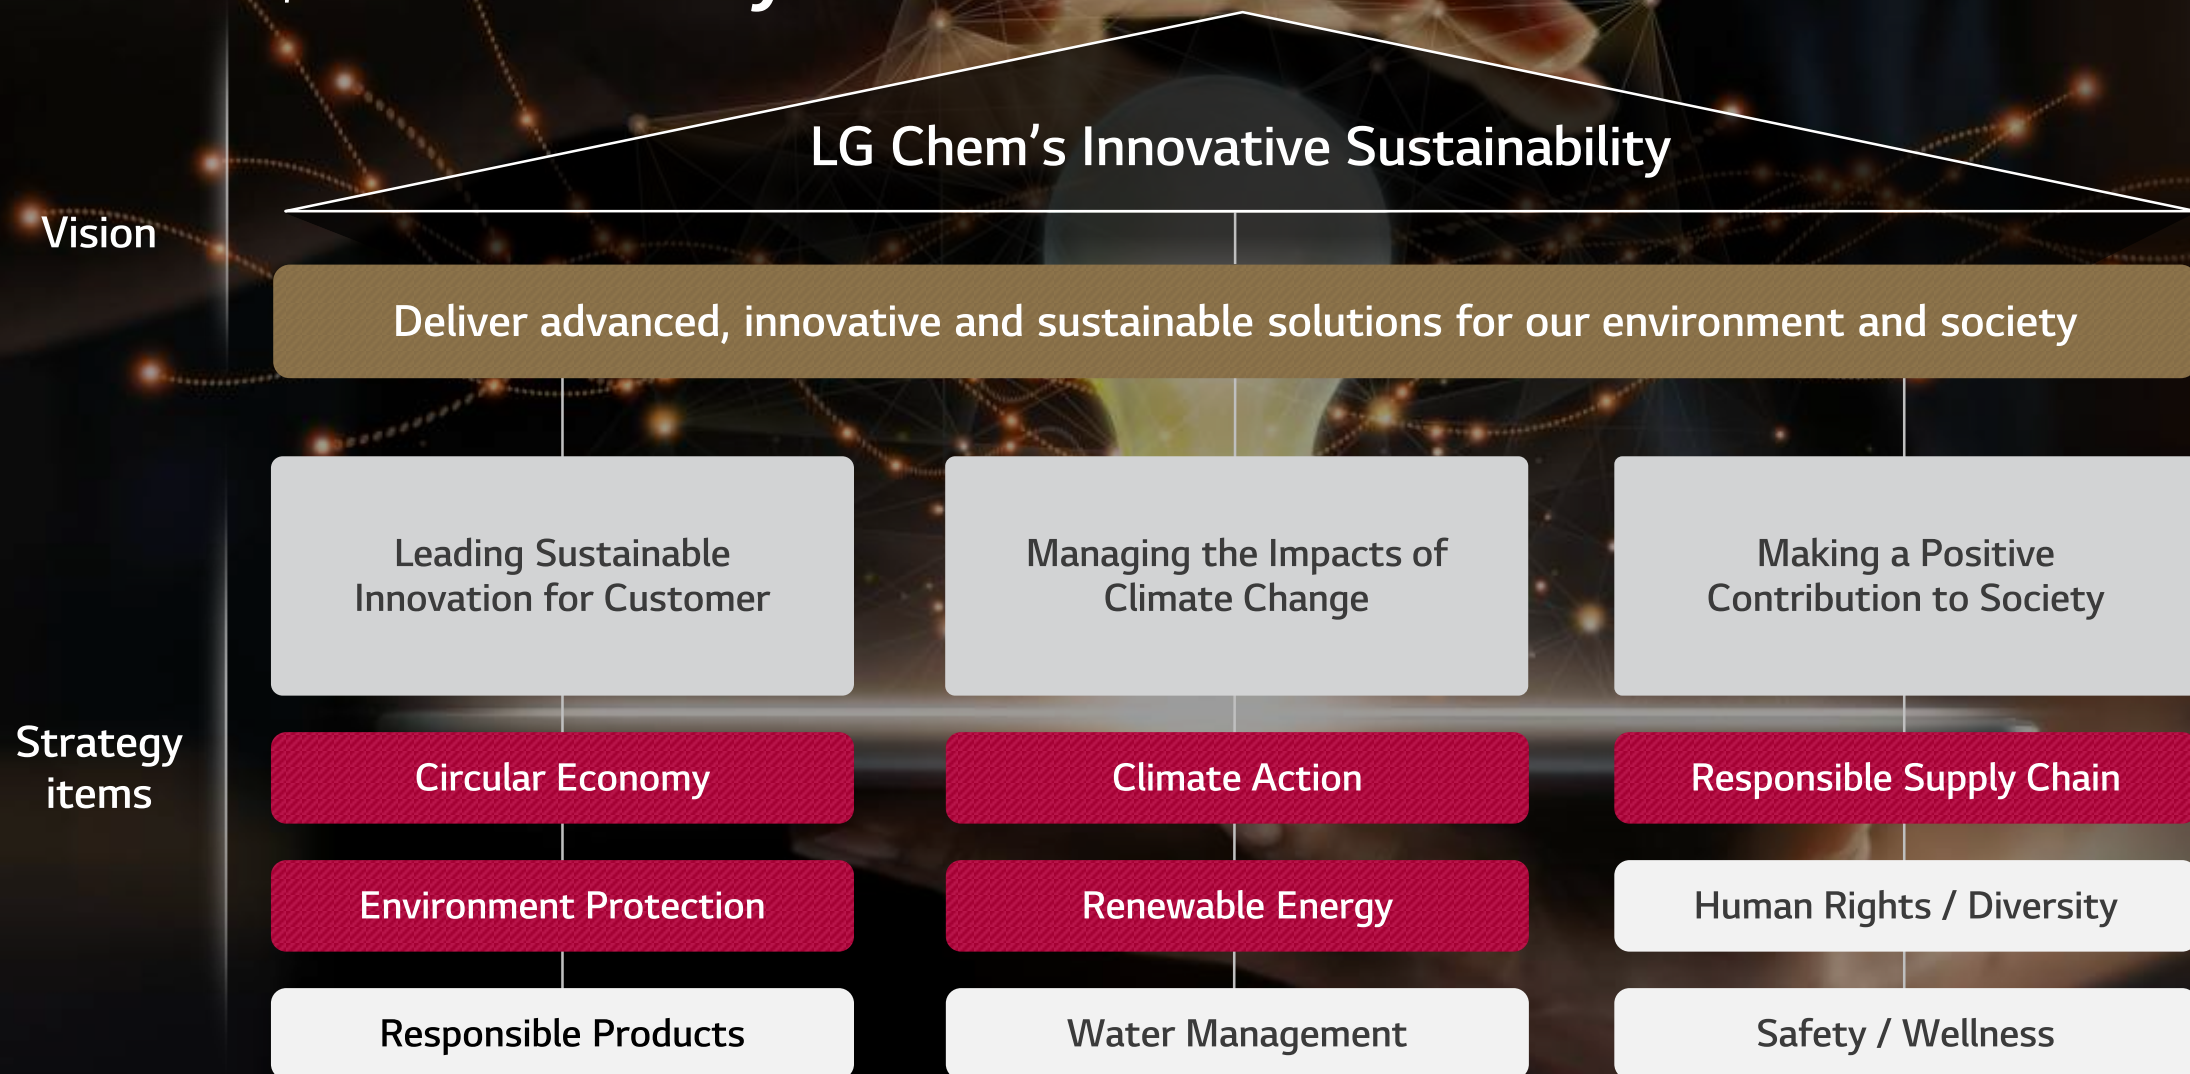 LG Chem’s Innovative Sustainability
Vision
Deliver advanced, innovative and sustainable solutions for our environment and society
Leading Sustainable
Innovation for Customer
Managing the Impacts of
Climate Change
Making a Positive
Contribution to Society
Strategy
items
Circular Economy
Climate Action
Responsible Supply Chain
Environment Protection
Renewable Energy
Human Rights / Diversity
Responsible Products
Water Management
Safety / Wellness